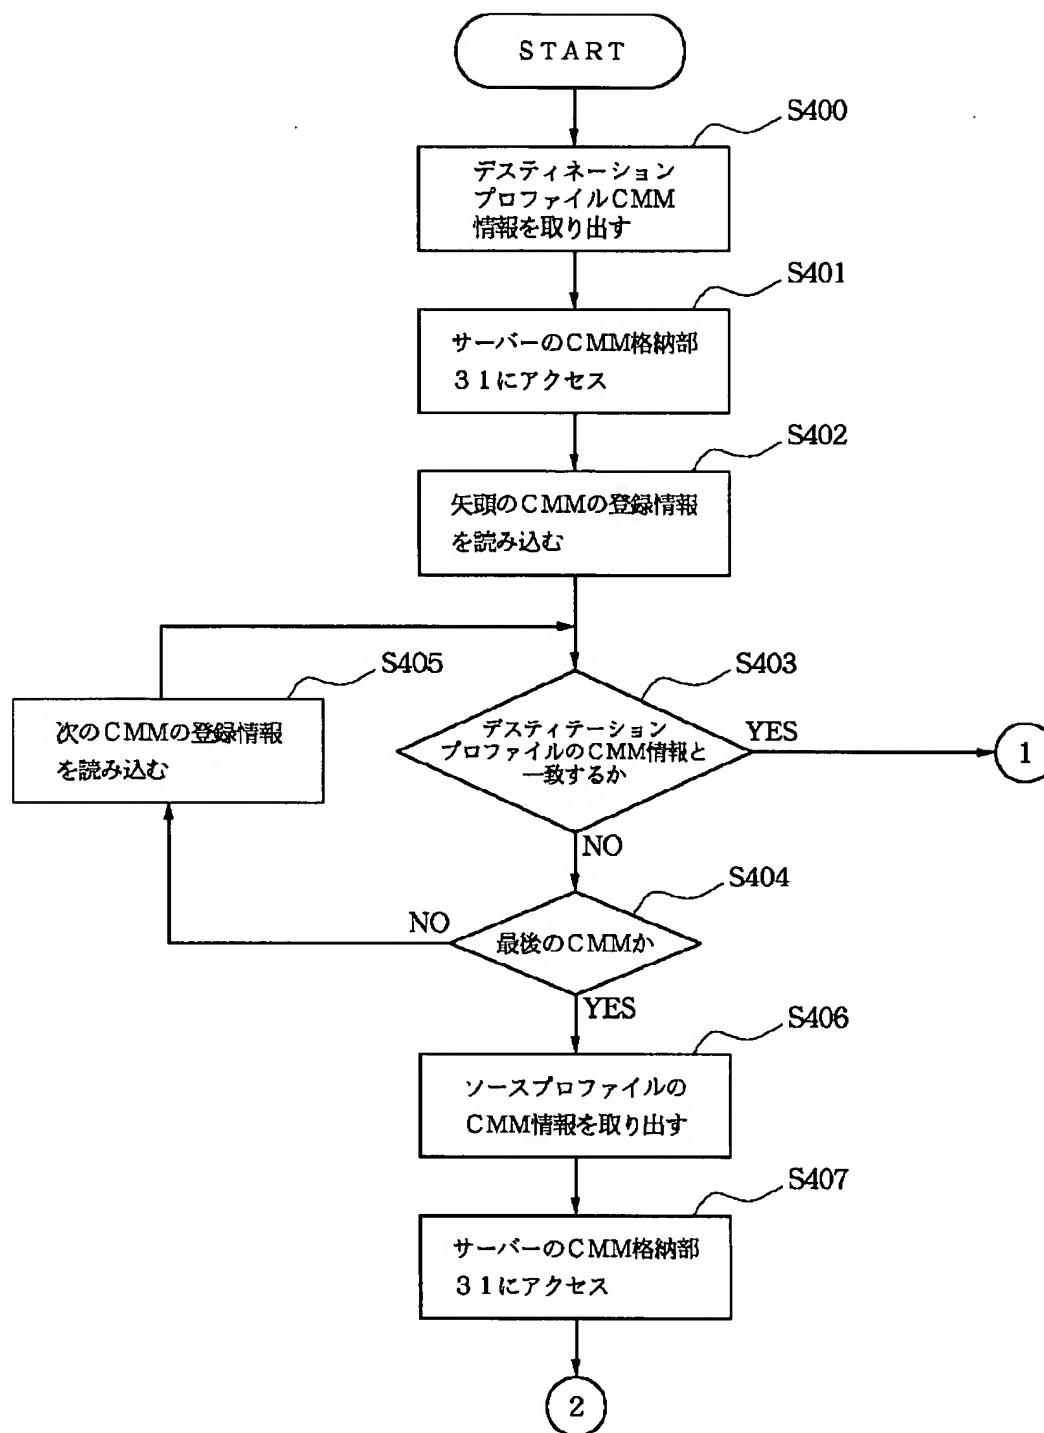 START
S400
デスティネーション
プロファイルCMM
情報を取り出す
S401
サーバーのCMM格納部
31にアクセス
S402
矢頭のCMMの登録情報
を読み込む
S405
次のCMMの登録情報
を読み込む
S403
デスティテーション
プロファイルのCMM情報と
一致するか
YES
1
NO
S404
最後のCMMか
NO
YES
S406
ソースプロファイルの
CMM情報を取り出す
S407
サーバーのCMM格納部
31にアクセス
2